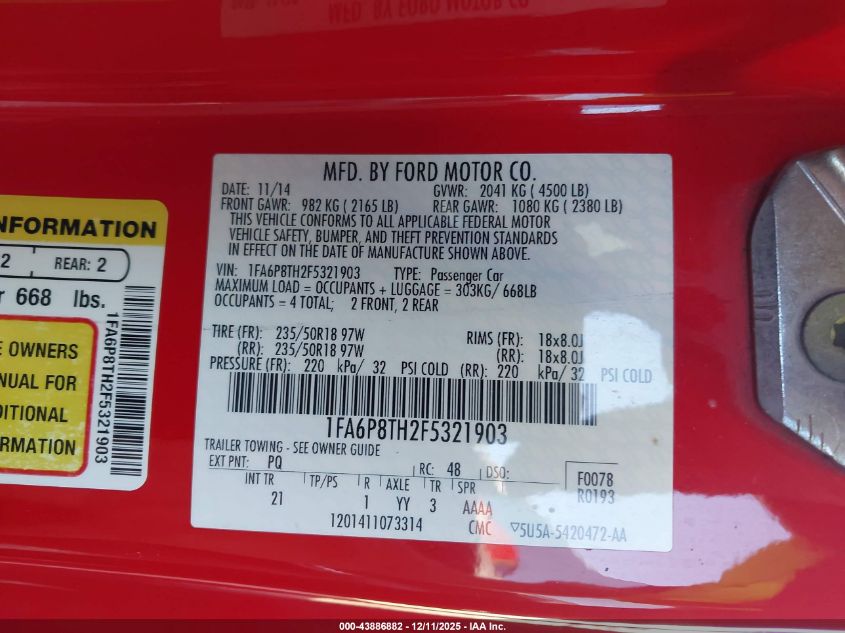 MFD. BY FORD MOTOR CO.
MFD. BY FORD MOTOR CO.
DATE: 11/14 GVWR: 2041 KG ( 4500 LB)
FRONT GAWR: 982 KG ( 2165 LB) REAR GAWR: 1080 KG ( 2380 LB)
THIS VEHICLE CONFORMS TO ALL APPLICABLE FEDERAL MOTOR
VEHICLE SAFETY, BUMPER, AND THEFT PREVENTION STANDARDS
IN EFFECT ON THE DATE OF MANUFACTURE SHOWN ABOVE.
VIN: 1FA6P8TH2F5321903 TYPE: Passenger Car
MAXIMUM LOAD = OCCUPANTS + LUGGAGE = 303KG/ 668LB
OCCUPANTS = 4 TOTAL; 2 FRONT, 2 REAR
TIRE (FR): 235/50R18 97W RIMS (FR): 18x8.0J
(RR): 235/50R18 97W (RR): 18x8.0J
PRESSURE (FR): 220 kPa/ 32 PSI COLD (RR): 220 kPa/ 32 PSI COLD
1FA6P8TH2F5321903
TRAILER TOWING - SEE OWNER GUIDE
EXT PNT: PQ RC: 48 DSO: F0078
R0193
INT TR TP/PS R AXLE TR SPR
21 1 YY 3 AAAA
1201411073314 CMC ▽5U5A-5420472-AA
NFORMATION
2 REAR: 2
r 668 lbs.
E OWNERS
NUAL FOR
DITIONAL
ORMATION
1FA6P8TH2F5321903
000-43886882 - 12/11/2025 - IAA Inc.